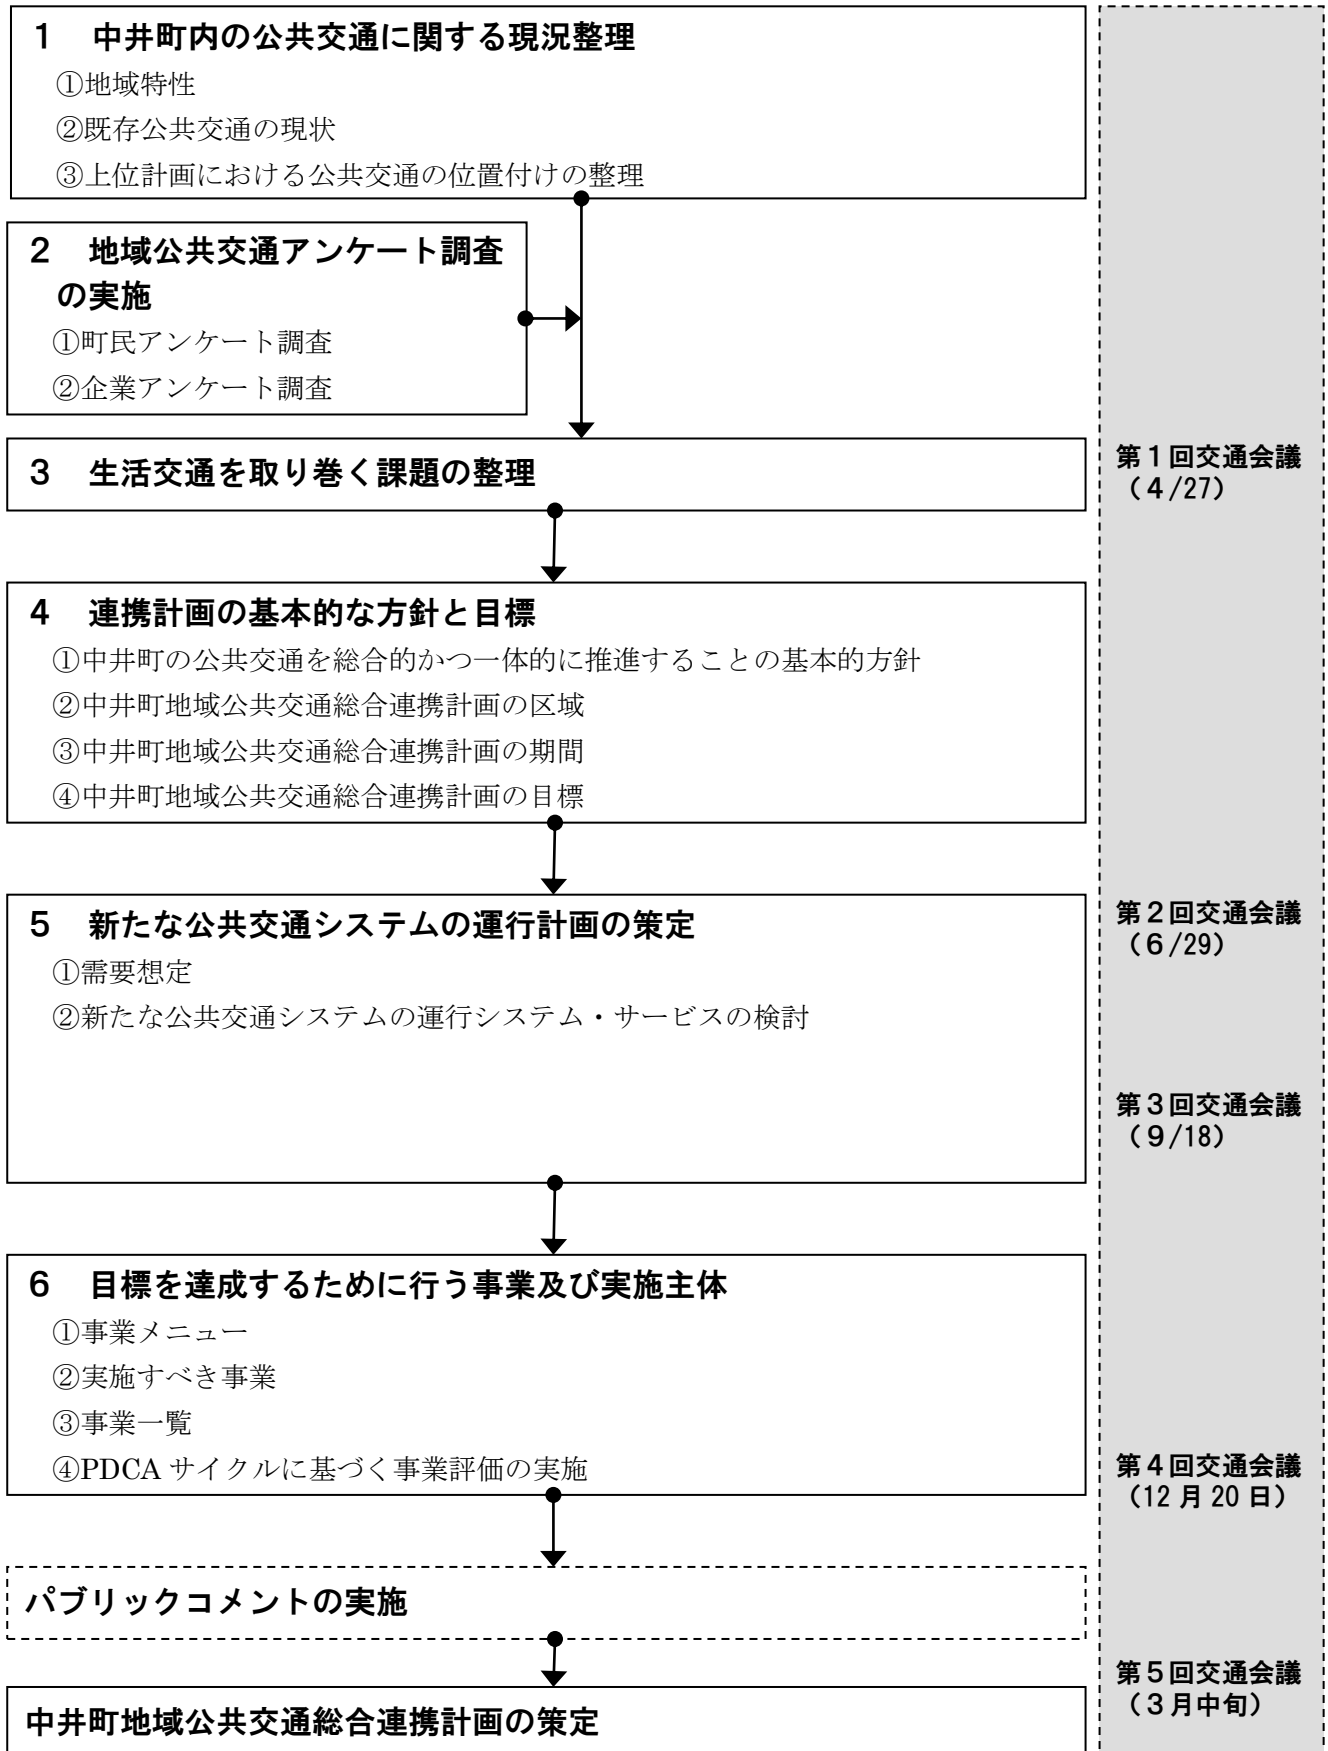 １　中井町内の公共交通に関する現況整理
①地域特性
②既存公共交通の現状
③上位計画における公共交通の位置付けの整理
２　地域公共交通アンケート調査
の実施
①町民アンケート調査
②企業アンケート調査
３　生活交通を取り巻く課題の整理
第１回交通会議
（４/27）
４　連携計画の基本的な方針と目標
①中井町の公共交通を総合的かつ一体的に推進することの基本的方針
②中井町地域公共交通総合連携計画の区域
③中井町地域公共交通総合連携計画の期間
④中井町地域公共交通総合連携計画の目標
５　新たな公共交通システムの運行計画の策定
①需要想定
②新たな公共交通システムの運行システム・サービスの検討
第２回交通会議
（６/29）
第３回交通会議
（９/18）
６　目標を達成するために行う事業及び実施主体
①事業メニュー
②実施すべき事業
③事業一覧
④PDCA サイクルに基づく事業評価の実施
第４回交通会議
（12 月 20 日）
パブリックコメントの実施
第５回交通会議
（３月中旬）
中井町地域公共交通総合連携計画の策定